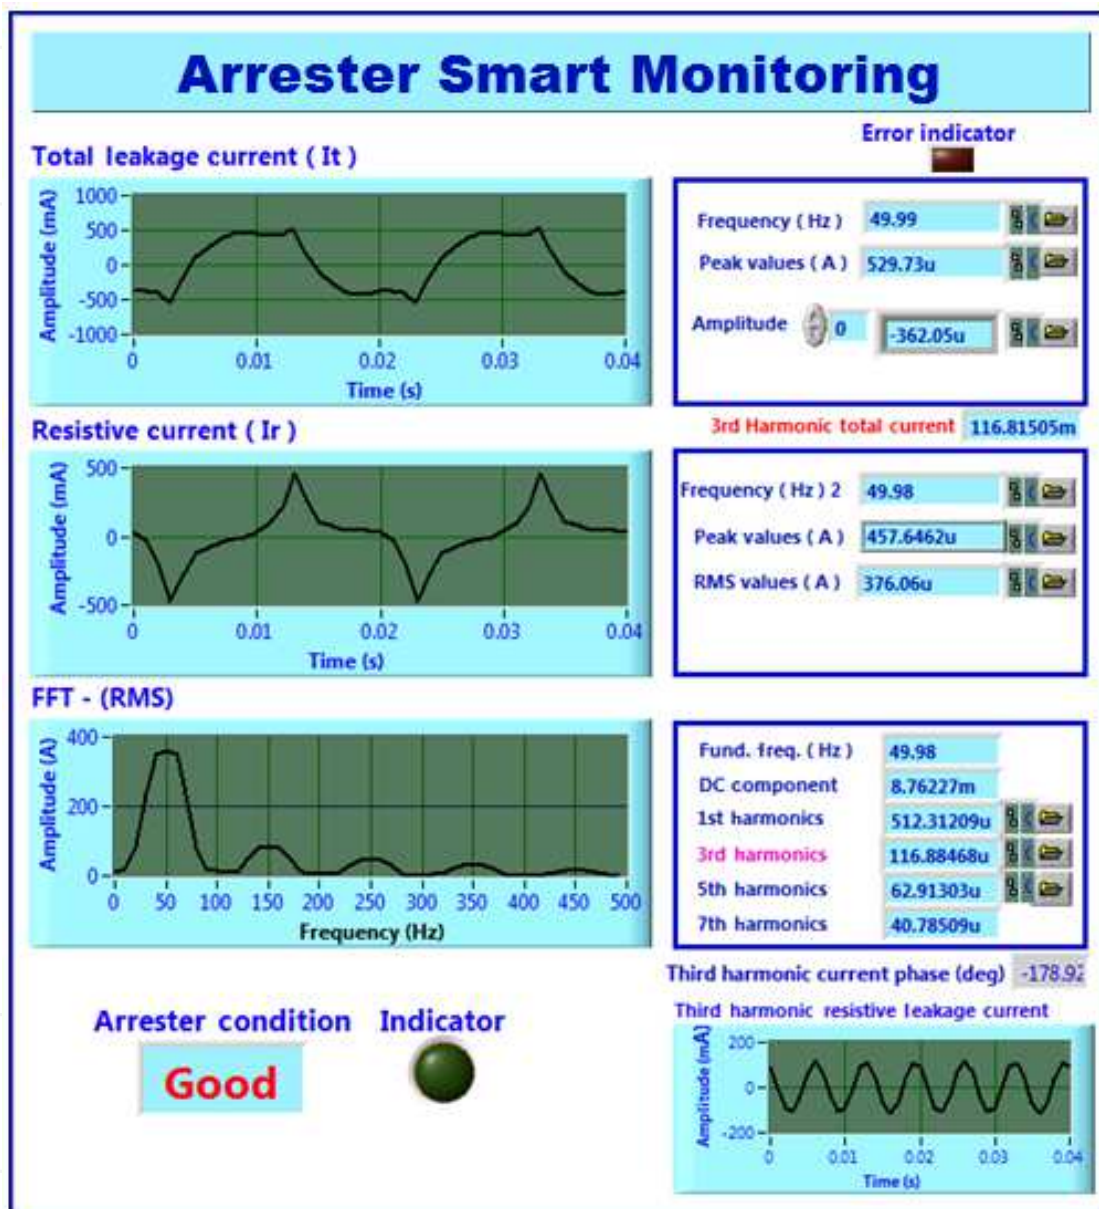 Arrester Smart Monitoring
Error indicator
Total leakage current ( It )
Amplitude (mA)
1000
500
0
-500
-1000
0 0.01 0.02 0.03 0.04
Time (s)
Frequency ( Hz ) 49.99
Peak values ( A ) 529.73u
Amplitude 0 -362.05u
3rd Harmonic total current 116.81505m
Resistive current ( Ir )
Amplitude (mA)
500
0
-500
0 0.01 0.02 0.03 0.04
Time (s)
Frequency ( Hz ) 2 49.98
Peak values ( A ) 457.6462u
RMS values ( A ) 376.06u
FFT - (RMS)
Amplitude (A)
400
200
0
0 50 100 150 200 250 300 350 400 450 500
Frequency (Hz)
Fund. freq. ( Hz ) 49.98
DC component 8.76227m
1st harmonics 512.31209u
3rd harmonics 116.88468u
5th harmonics 62.91303u
7th harmonics 40.78509u
Third harmonic current phase (deg) -178.92
Arrester condition Indicator
Good
Third harmonic resistive leakage current
Amplitude (mA)
200
0
-200
0 0.01 0.02 0.03 0.04
Time (s)